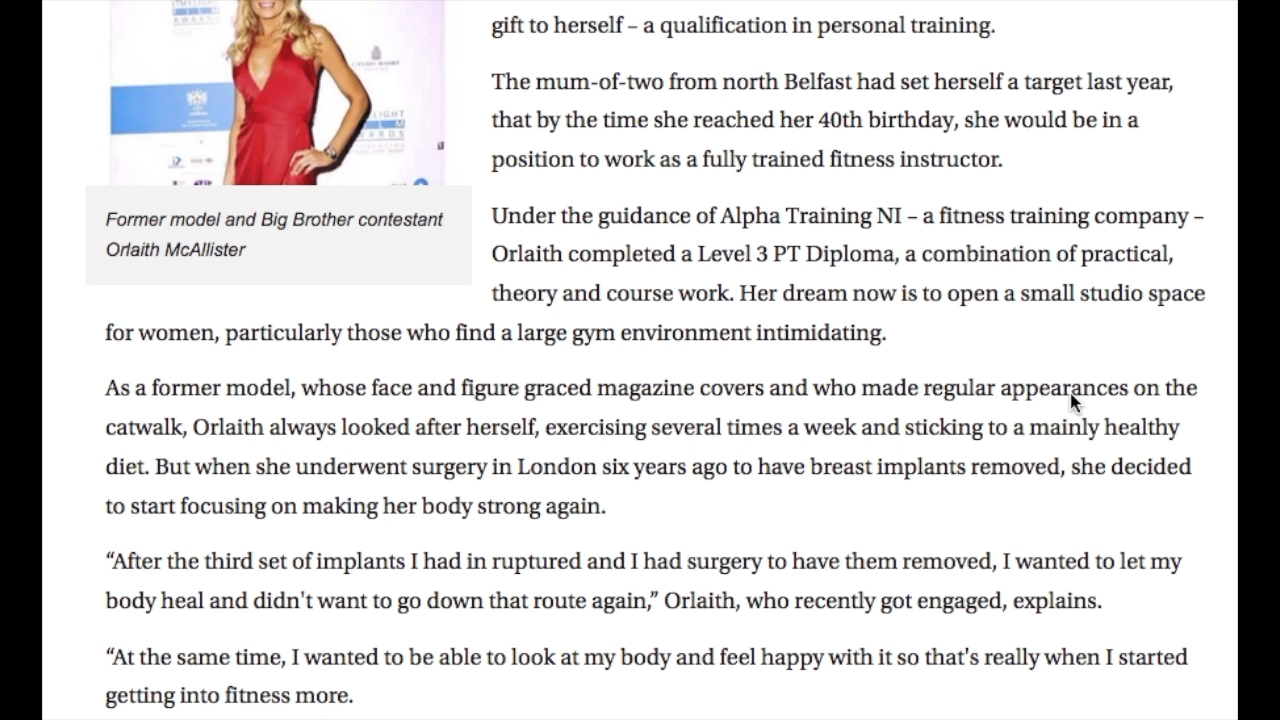 gift to herself – a qualification in personal training.
The mum-of-two from north Belfast had set herself a target last year,
that by the time she reached her 40th birthday, she would be in a
position to work as a fully trained fitness instructor.
Former model and Big Brother contestant
Orlaith McAllister
Under the guidance of Alpha Training NI – a fitness training company –
Orlaith completed a Level 3 PT Diploma, a combination of practical,
theory and course work. Her dream now is to open a small studio space
for women, particularly those who find a large gym environment intimidating.
As a former model, whose face and figure graced magazine covers and who made regular appearances on the
catwalk, Orlaith always looked after herself, exercising several times a week and sticking to a mainly healthy
diet. But when she underwent surgery in London six years ago to have breast implants removed, she decided
to start focusing on making her body strong again.
“After the third set of implants I had in ruptured and I had surgery to have them removed, I wanted to let my
body heal and didn't want to go down that route again,” Orlaith, who recently got engaged, explains.
“At the same time, I wanted to be able to look at my body and feel happy with it so that's really when I started
getting into fitness more.